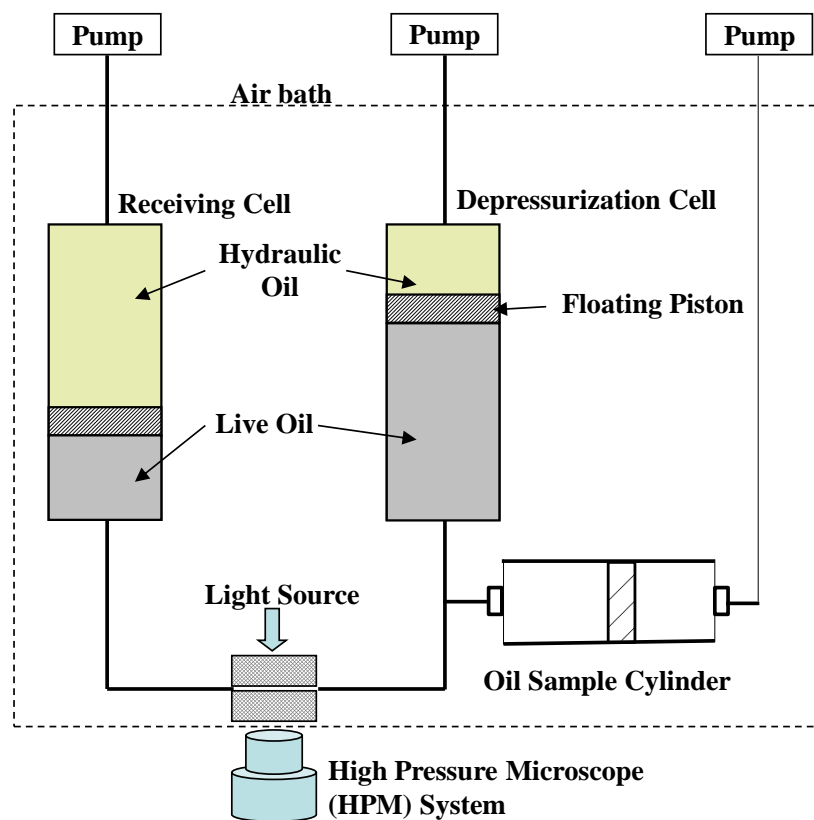 Pump
Pump
Pump
Air bath
Receiving Cell
Depressurization Cell
Hydraulic
Oil
Floating Piston
Live Oil
Light Source
Oil Sample Cylinder
High Pressure Microscope
(HPM) System